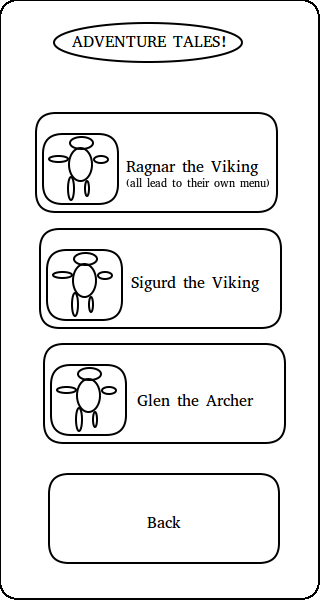 ADVENTURE TALES!
Ragnar the Viking
(all lead to their own menu)
Sigurd the Viking
Glen the Archer
Back